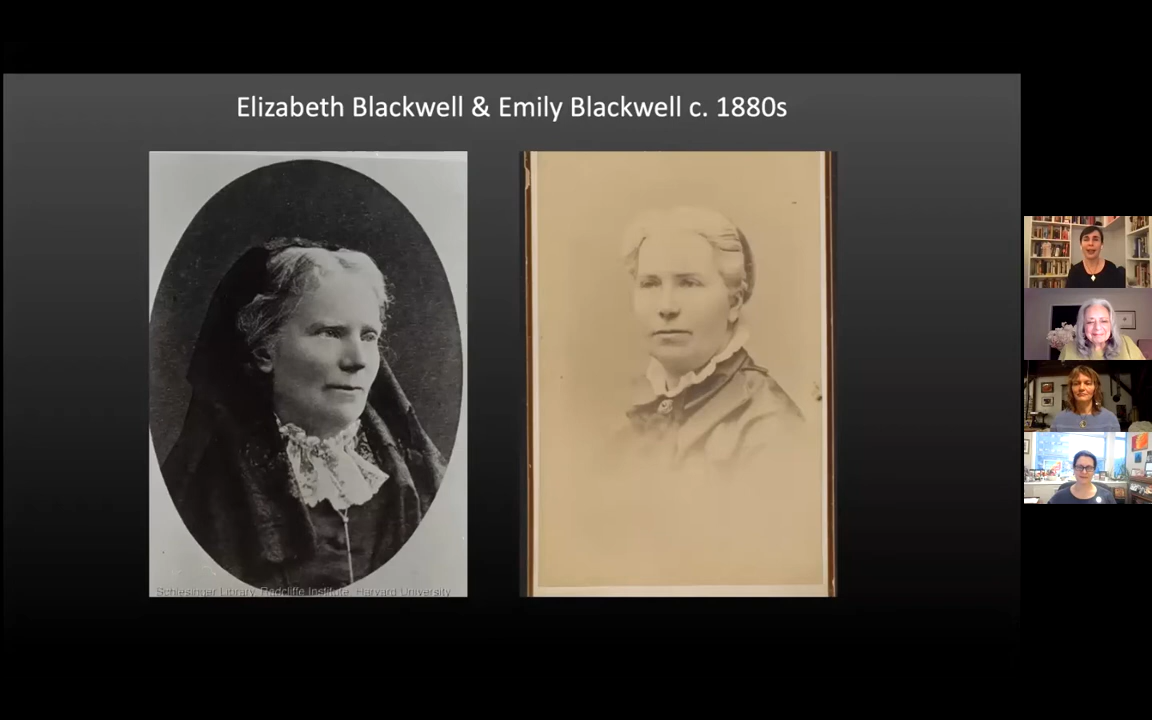 Elizabeth Blackwell & Emily Blackwell c. 1880s
Schlesinger Library, Radcliffe Institute, Harvard University